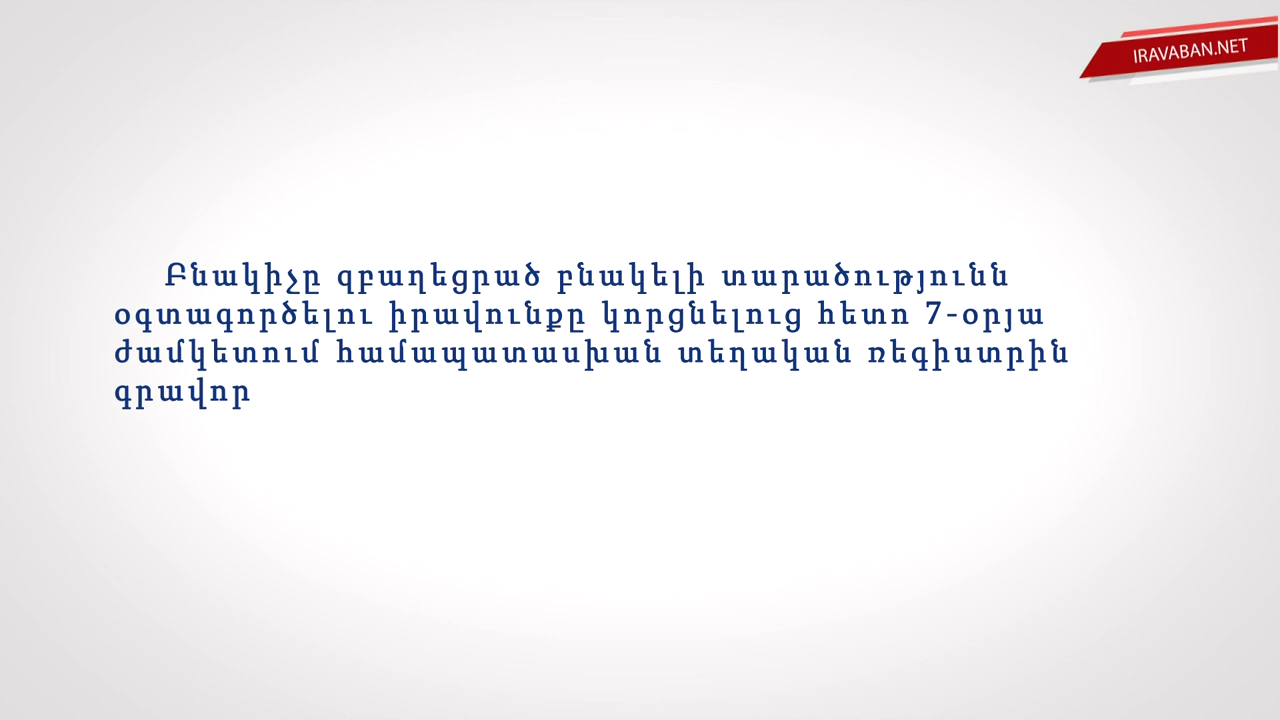 IRAVABAN.NET
Բնակիչը զբաղեցրած բնակելի տարածությունն
օգտագործելու իրավունքը կորցնելուց հետո 7-օրյա
ժամկետում համապատասխան տեղական ռեգիստրին
գրավոր